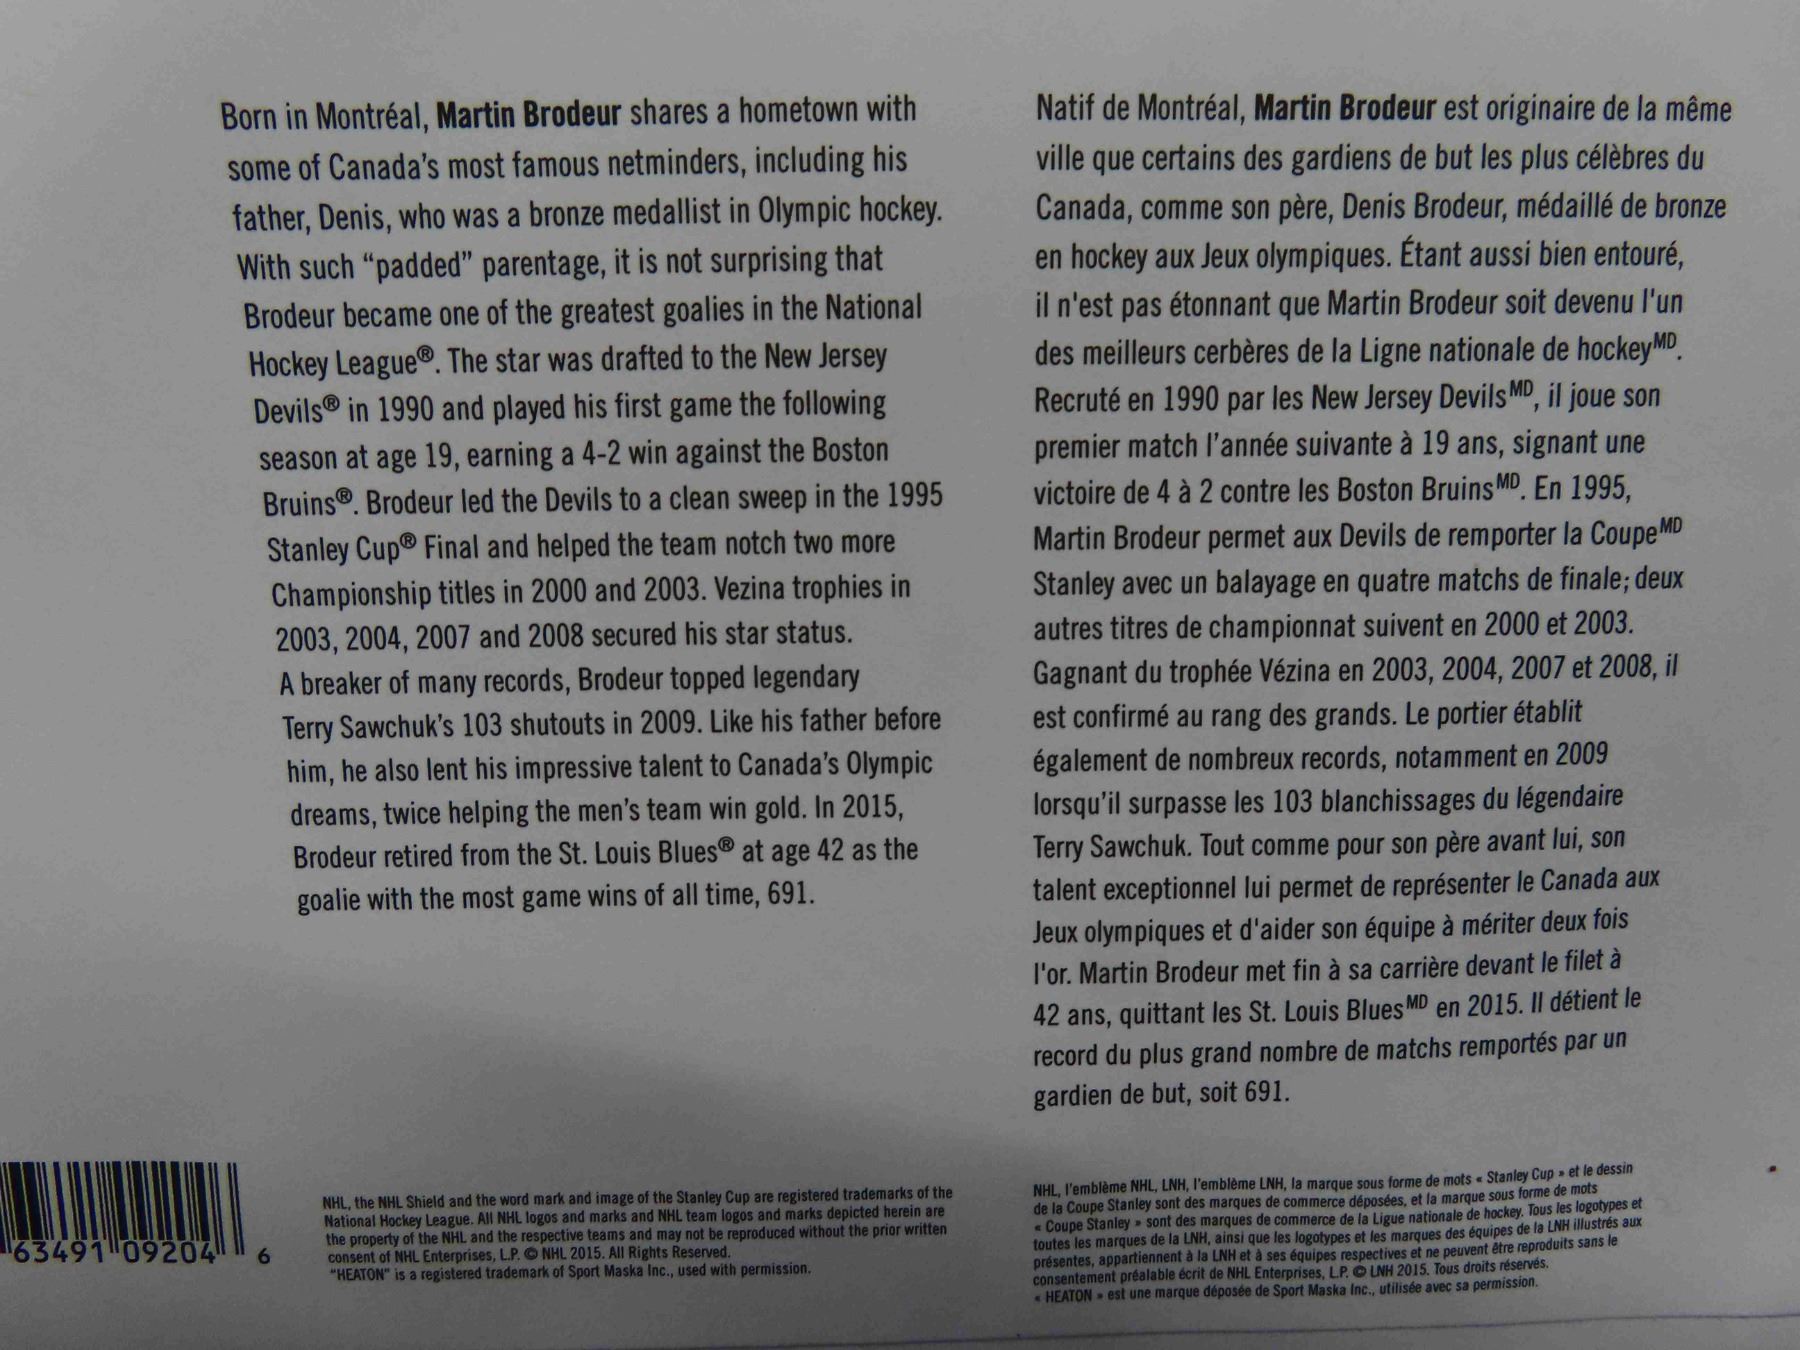 Born in Montréal, Martin Brodeur shares a hometown with
some of Canada's most famous netminders, including his
father, Denis, who was a bronze medallist in Olympic hockey.
With such “padded” parentage, it is not surprising that
Brodeur became one of the greatest goalies in the National
Hockey League®. The star was drafted to the New Jersey
Devils® in 1990 and played his first game the following
season at age 19, earning a 4-2 win against the Boston
Bruins®. Brodeur led the Devils to a clean sweep in the 1995
Stanley Cup® Final and helped the team notch two more
Championship titles in 2000 and 2003. Vezina trophies in
2003, 2004, 2007 and 2008 secured his star status.
A breaker of many records, Brodeur topped legendary
Terry Sawchuk's 103 shutouts in 2009. Like his father before
him, he also lent his impressive talent to Canada's Olympic
dreams, twice helping the men's team win gold. In 2015,
Brodeur retired from the St. Louis Blues® at age 42 as the
goalie with the most game wins of all time, 691.
Natif de Montréal, Martin Brodeur est originaire de la même
ville que certains des gardiens de but les plus célèbres du
Canada, comme son père, Denis Brodeur, médaillé de bronze
en hockey aux Jeux olympiques. Étant aussi bien entouré,
il n'est pas étonnant que Martin Brodeur soit devenu l'un
des meilleurs cerbères de la Ligne nationale de hockeyMD.
Recruté en 1990 par les New Jersey DevilsMD, il joue son
premier match l'année suivante à 19 ans, signant une
victoire de 4 à 2 contre les Boston BruinsMD. En 1995,
Martin Brodeur permet aux Devils de remporter la CoupeMD
Stanley avec un balayage en quatre matchs de finale; deux
autres titres de championnat suivent en 2000 et 2003.
Gagnant du trophée Vézina en 2003, 2004, 2007 et 2008, il
est confirmé au rang des grands. Le portier établit
également de nombreux records, notamment en 2009
lorsqu'il surpasse les 103 blanchissages du légendaire
Terry Sawchuk. Tout comme pour son père avant lui, son
talent exceptionnel lui permet de représenter le Canada aux
Jeux olympiques et d'aider son équipe à mériter deux fois
l'or. Martin Brodeur met fin à sa carrière devant le filet à
42 ans, quittant les St. Louis BluesMD en 2015. Il détient le
record du plus grand nombre de matchs remportés par un
gardien de but, soit 691.
63491 09204 6
NHL, the NHL Shield and the word mark and image of the Stanley Cup are registered trademarks of the
National Hockey League. All NHL logos and marks and NHL team logos and marks depicted herein are
the property of the NHL and the respective teams and may not be reproduced without the prior written
consent of NHL Enterprises, L.P. © NHL 2015. All Rights Reserved.
“HEATON” is a registered trademark of Sport Maska Inc., used with permission.
NHL, l'emblème NHL, LNH, l'emblème LNH, la marque sous forme de mots « Stanley Cup » et le dessin
de la Coupe Stanley sont des marques de commerce déposées, et la marque sous forme de mots
« Coupe Stanley » sont des marques de commerce de la Ligue nationale de hockey. Tous les logotypes et
toutes les marques de la LNH, ainsi que les logotypes et les marques des équipes de la LNH illustrés aux
présentes, appartiennent à la LNH et à ses équipes respectives et ne peuvent être reproduits sans le
consentement préalable écrit de NHL Enterprises, L.P. © LNH 2015. Tous droits réservés.
« HEATON » est une marque déposée de Sport Maska Inc., utilisée avec sa permission.